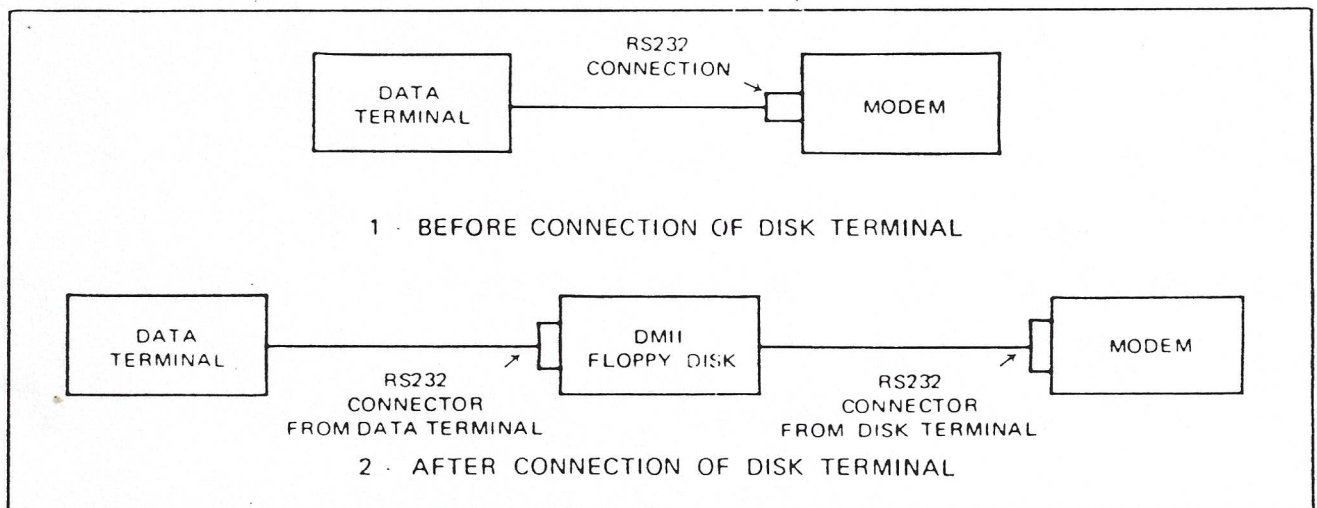 RS232
CONNECTION
DATA
TERMINAL
MODEM
1 - BEFORE CONNECTION OF DISK TERMINAL
DATA
TERMINAL
DMII
FLOPPY DISK
MODEM
RS232
CONNECTOR
FROM DATA TERMINAL
RS232
CONNECTOR
FROM DISK TERMINAL
2 - AFTER CONNECTION OF DISK TERMINAL